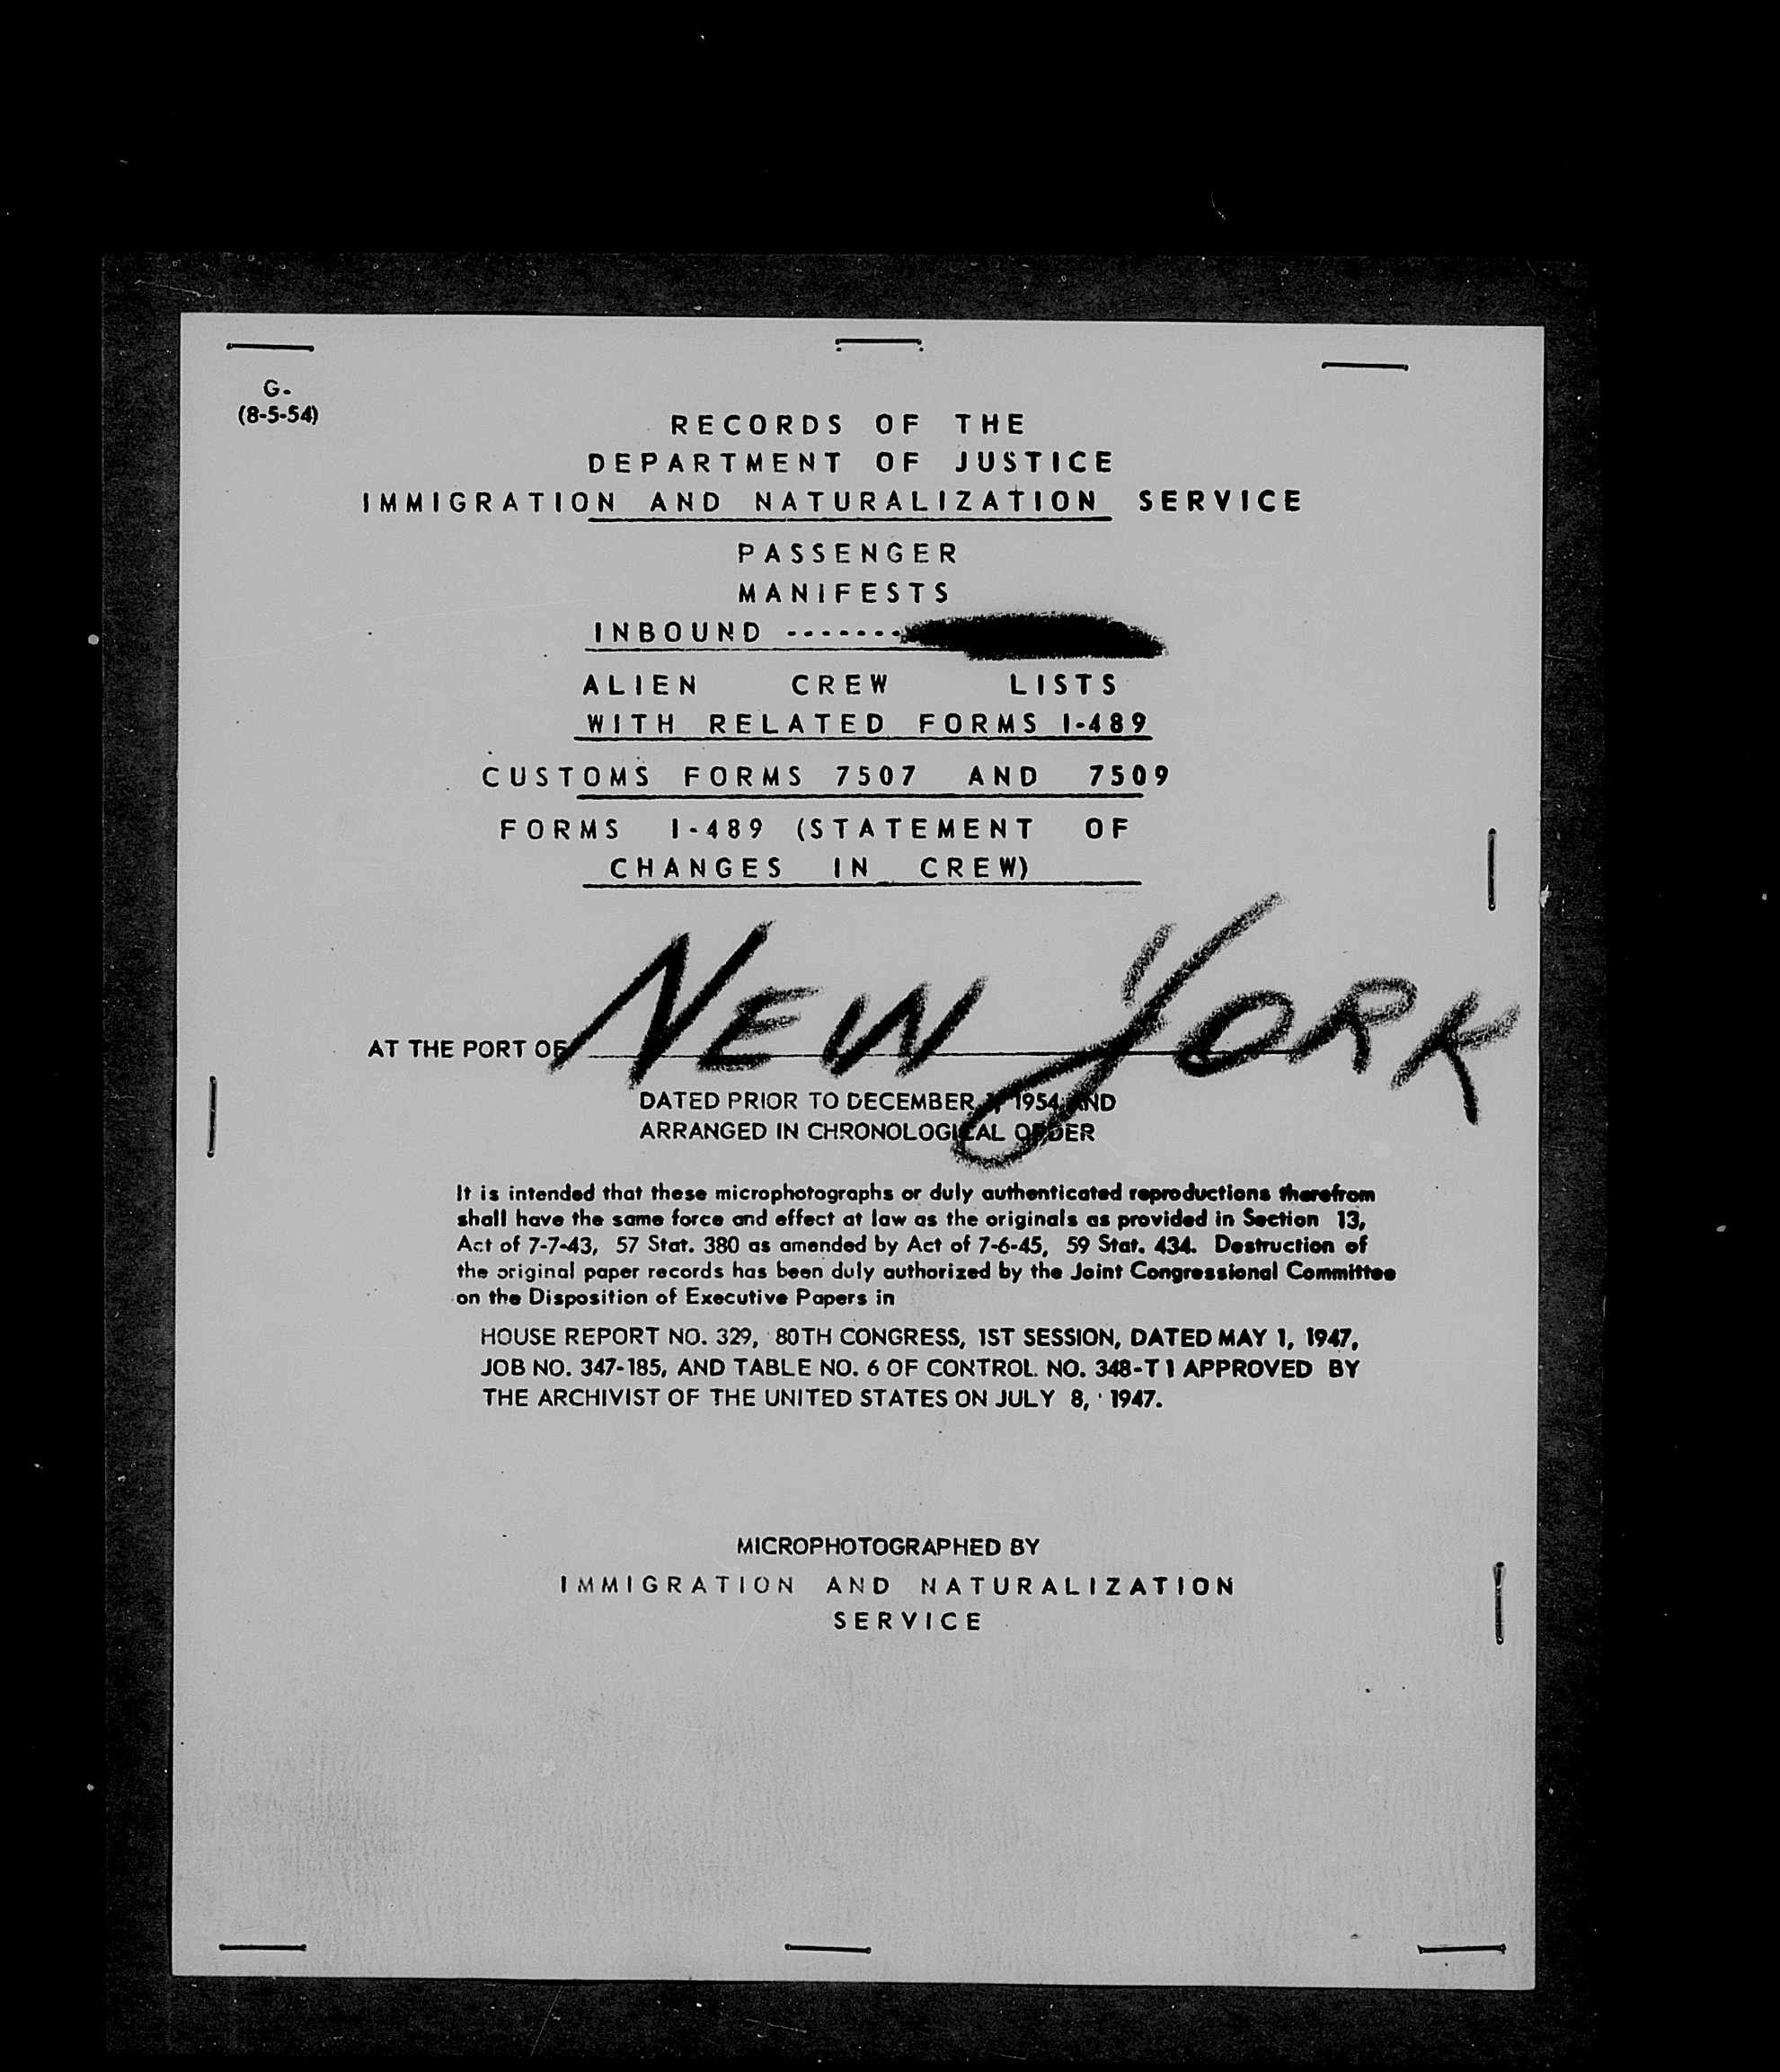 G-
(8-5-54)
RECORDS OF THE
DEPARTMENT OF JUSTICE
IMMIGRATION AND NATURALIZATION SERVICE
PASSENGER
MANIFESTS
INBOUND -------
ALIEN CREW LISTS
WITH RELATED FORMS I-489
CUSTOMS FORMS 7507 AND 7509
FORMS I-489 (STATEMENT OF
CHANGES IN CREW)
AT THE PORT OF NEW YORK
DATED PRIOR TO DECEMBER 1954 AND
ARRANGED IN CHRONOLOGICAL ORDER
It is intended that these microphotographs or duly authenticated reproductions therefrom
shall have the same force and effect at law as the originals as provided in Section 13,
Act of 7-7-43, 57 Stat. 380 as amended by Act of 7-6-45, 59 Stat. 434. Destruction of
the original paper records has been duly authorized by the Joint Congressional Committee
on the Disposition of Executive Papers in
HOUSE REPORT NO. 329, 80TH CONGRESS, 1ST SESSION, DATED MAY 1, 1947,
JOB NO. 347-185, AND TABLE NO. 6 OF CONTROL NO. 348-T1 APPROVED BY
THE ARCHIVIST OF THE UNITED STATES ON JULY 8, 1947.
MICROPHOTOGRAPHED BY
IMMIGRATION AND NATURALIZATION
SERVICE